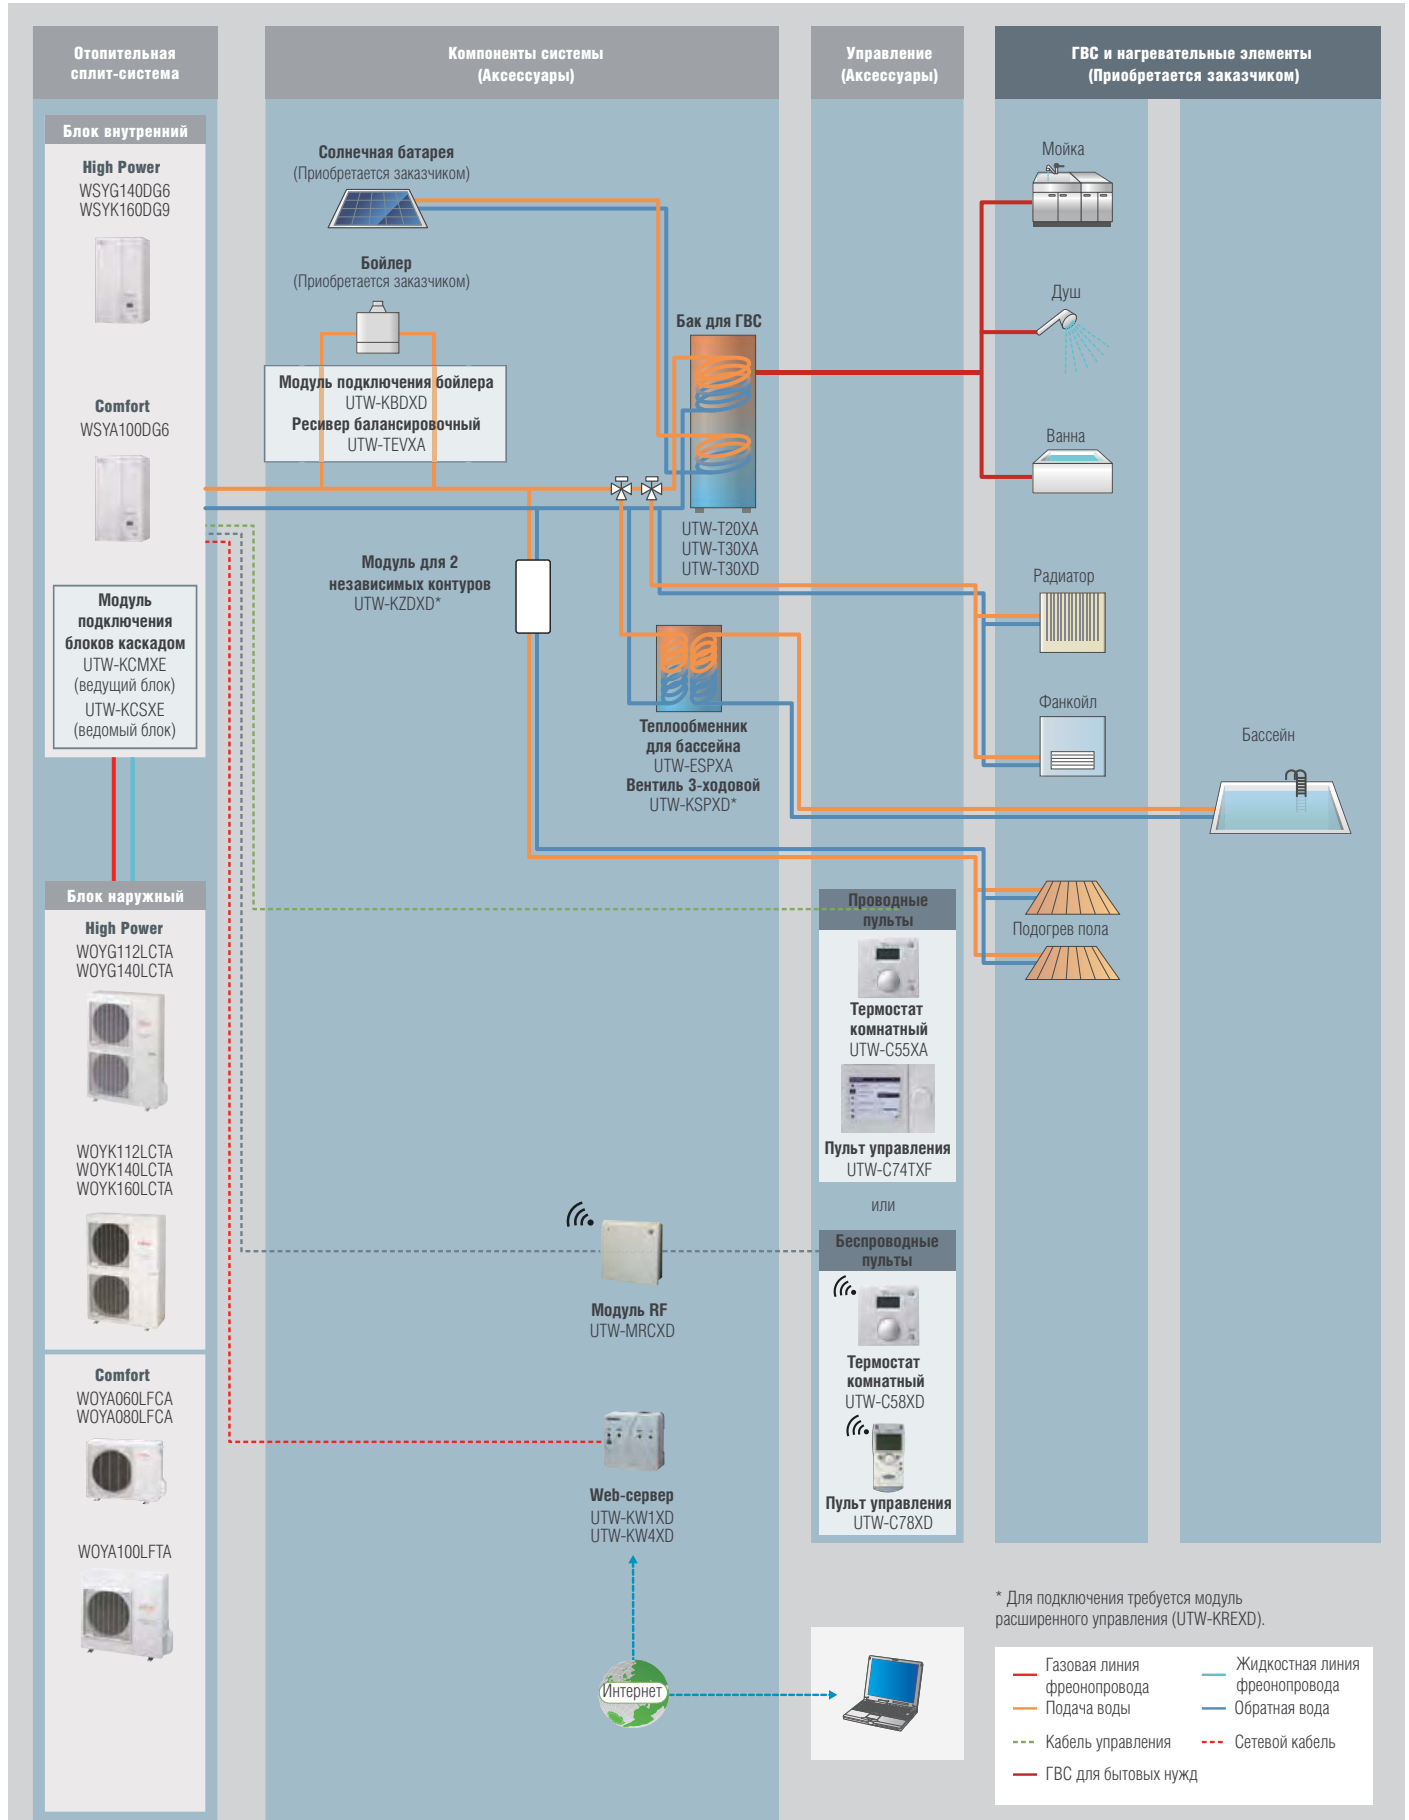 Отопительная
сплит-система
Блок внутренний
High Power
WSYG140DG6
WSYK160DG9
Comfort
WSYA100DG6
Модуль
подключения
блоков каскадом
UTW-KCMXE
(ведущий блок)
UTW-KCSXE
(ведомый блок)
Блок наружный
High Power
WOYG112LCTA
WOYG140LCTA
WOYK112LCTA
WOYK140LCTA
WOYK160LCTA
Comfort
WOYA060LFCA
WOYA080LFCA
WOYA100LFTA
Компоненты системы
(Аксессуары)
Солнечная батарея
(Приобретается заказчиком)
Бойлер
(Приобретается заказчиком)
Модуль подключения бойлера
UTW-KBDXD
Ресивер балансировочный
UTW-TEVXA
Бак для ГВС
UTW-T20XA
UTW-T30XA
UTW-T30XD
Модуль для 2
независимых контуров
UTW-KZDXD*
Теплообменник
для бассейна
UTW-ESPXA
Вентиль 3-ходовой
UTW-KSPXD*
Модуль RF
UTW-MRCXD
Web-сервер
UTW-KW1XD
UTW-KW4XD
Интернет
Управление
(Аксессуары)
Проводные
пульты
Термостат
комнатный
UTW-C55XA
Пульт управления
UTW-C74TXF
или
Беспроводные
пульты
Термостат
комнатный
UTW-C58XD
Пульт управления
UTW-C78XD
ГВС и нагревательные элементы
(Приобретается заказчиком)
Мойка
Душ
Ванна
Радиатор
Фанкойл
Бассейн
Подогрев пола
* Для подключения требуется модуль
расширенного управления (UTW-KREXD).
Газовая линия
фреонопровода
Жидкостная линия
фреонопровода
Подача воды
Обратная вода
Кабель управления
Сетевой кабель
ГВС для бытовых нужд